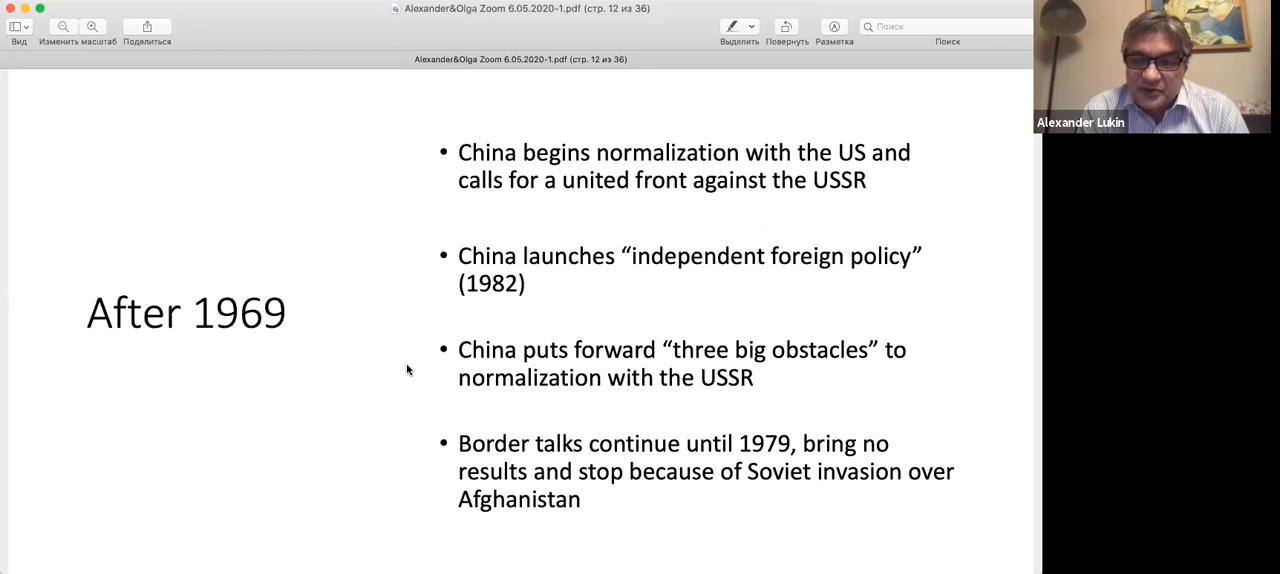 Alexander&Olga Zoom 6.05.2020-1.pdf (стр. 12 из 36)
Вид
Изменить масштаб
Поделиться
Выделить
Повернуть
Разметка
Поиск
Поиск
Alexander&Olga Zoom 6.05.2020-1.pdf (стр. 12 из 36)
Alexander Lukin
After 1969
• China begins normalization with the US and
calls for a united front against the USSR
• China launches “independent foreign policy”
(1982)
• China puts forward “three big obstacles” to
normalization with the USSR
• Border talks continue until 1979, bring no
results and stop because of Soviet invasion over
Afghanistan